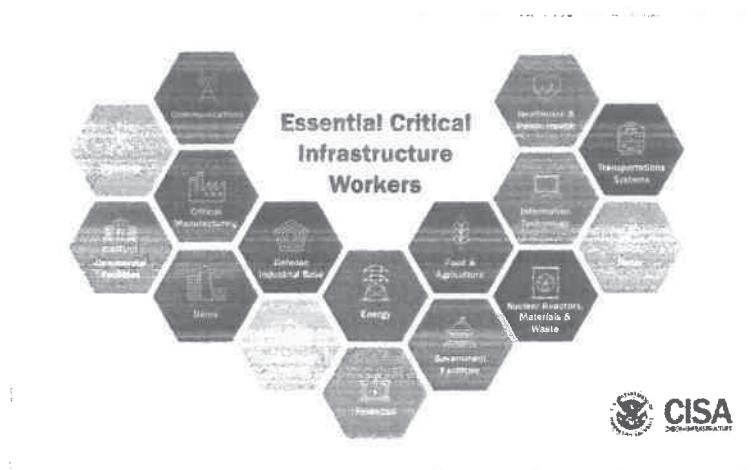 Essential Critical
Infrastructure
Workers
Communications
Critical
Manufacturing
Commercial
Facilities
Dams
Defense
Industrial Base
Energy
Financial
Food &
Agriculture
Government
Facilities
Healthcare &
Public Health
Information
Technology
Nuclear Reactors,
Materials &
Waste
Transportations
Systems
Water
CISA